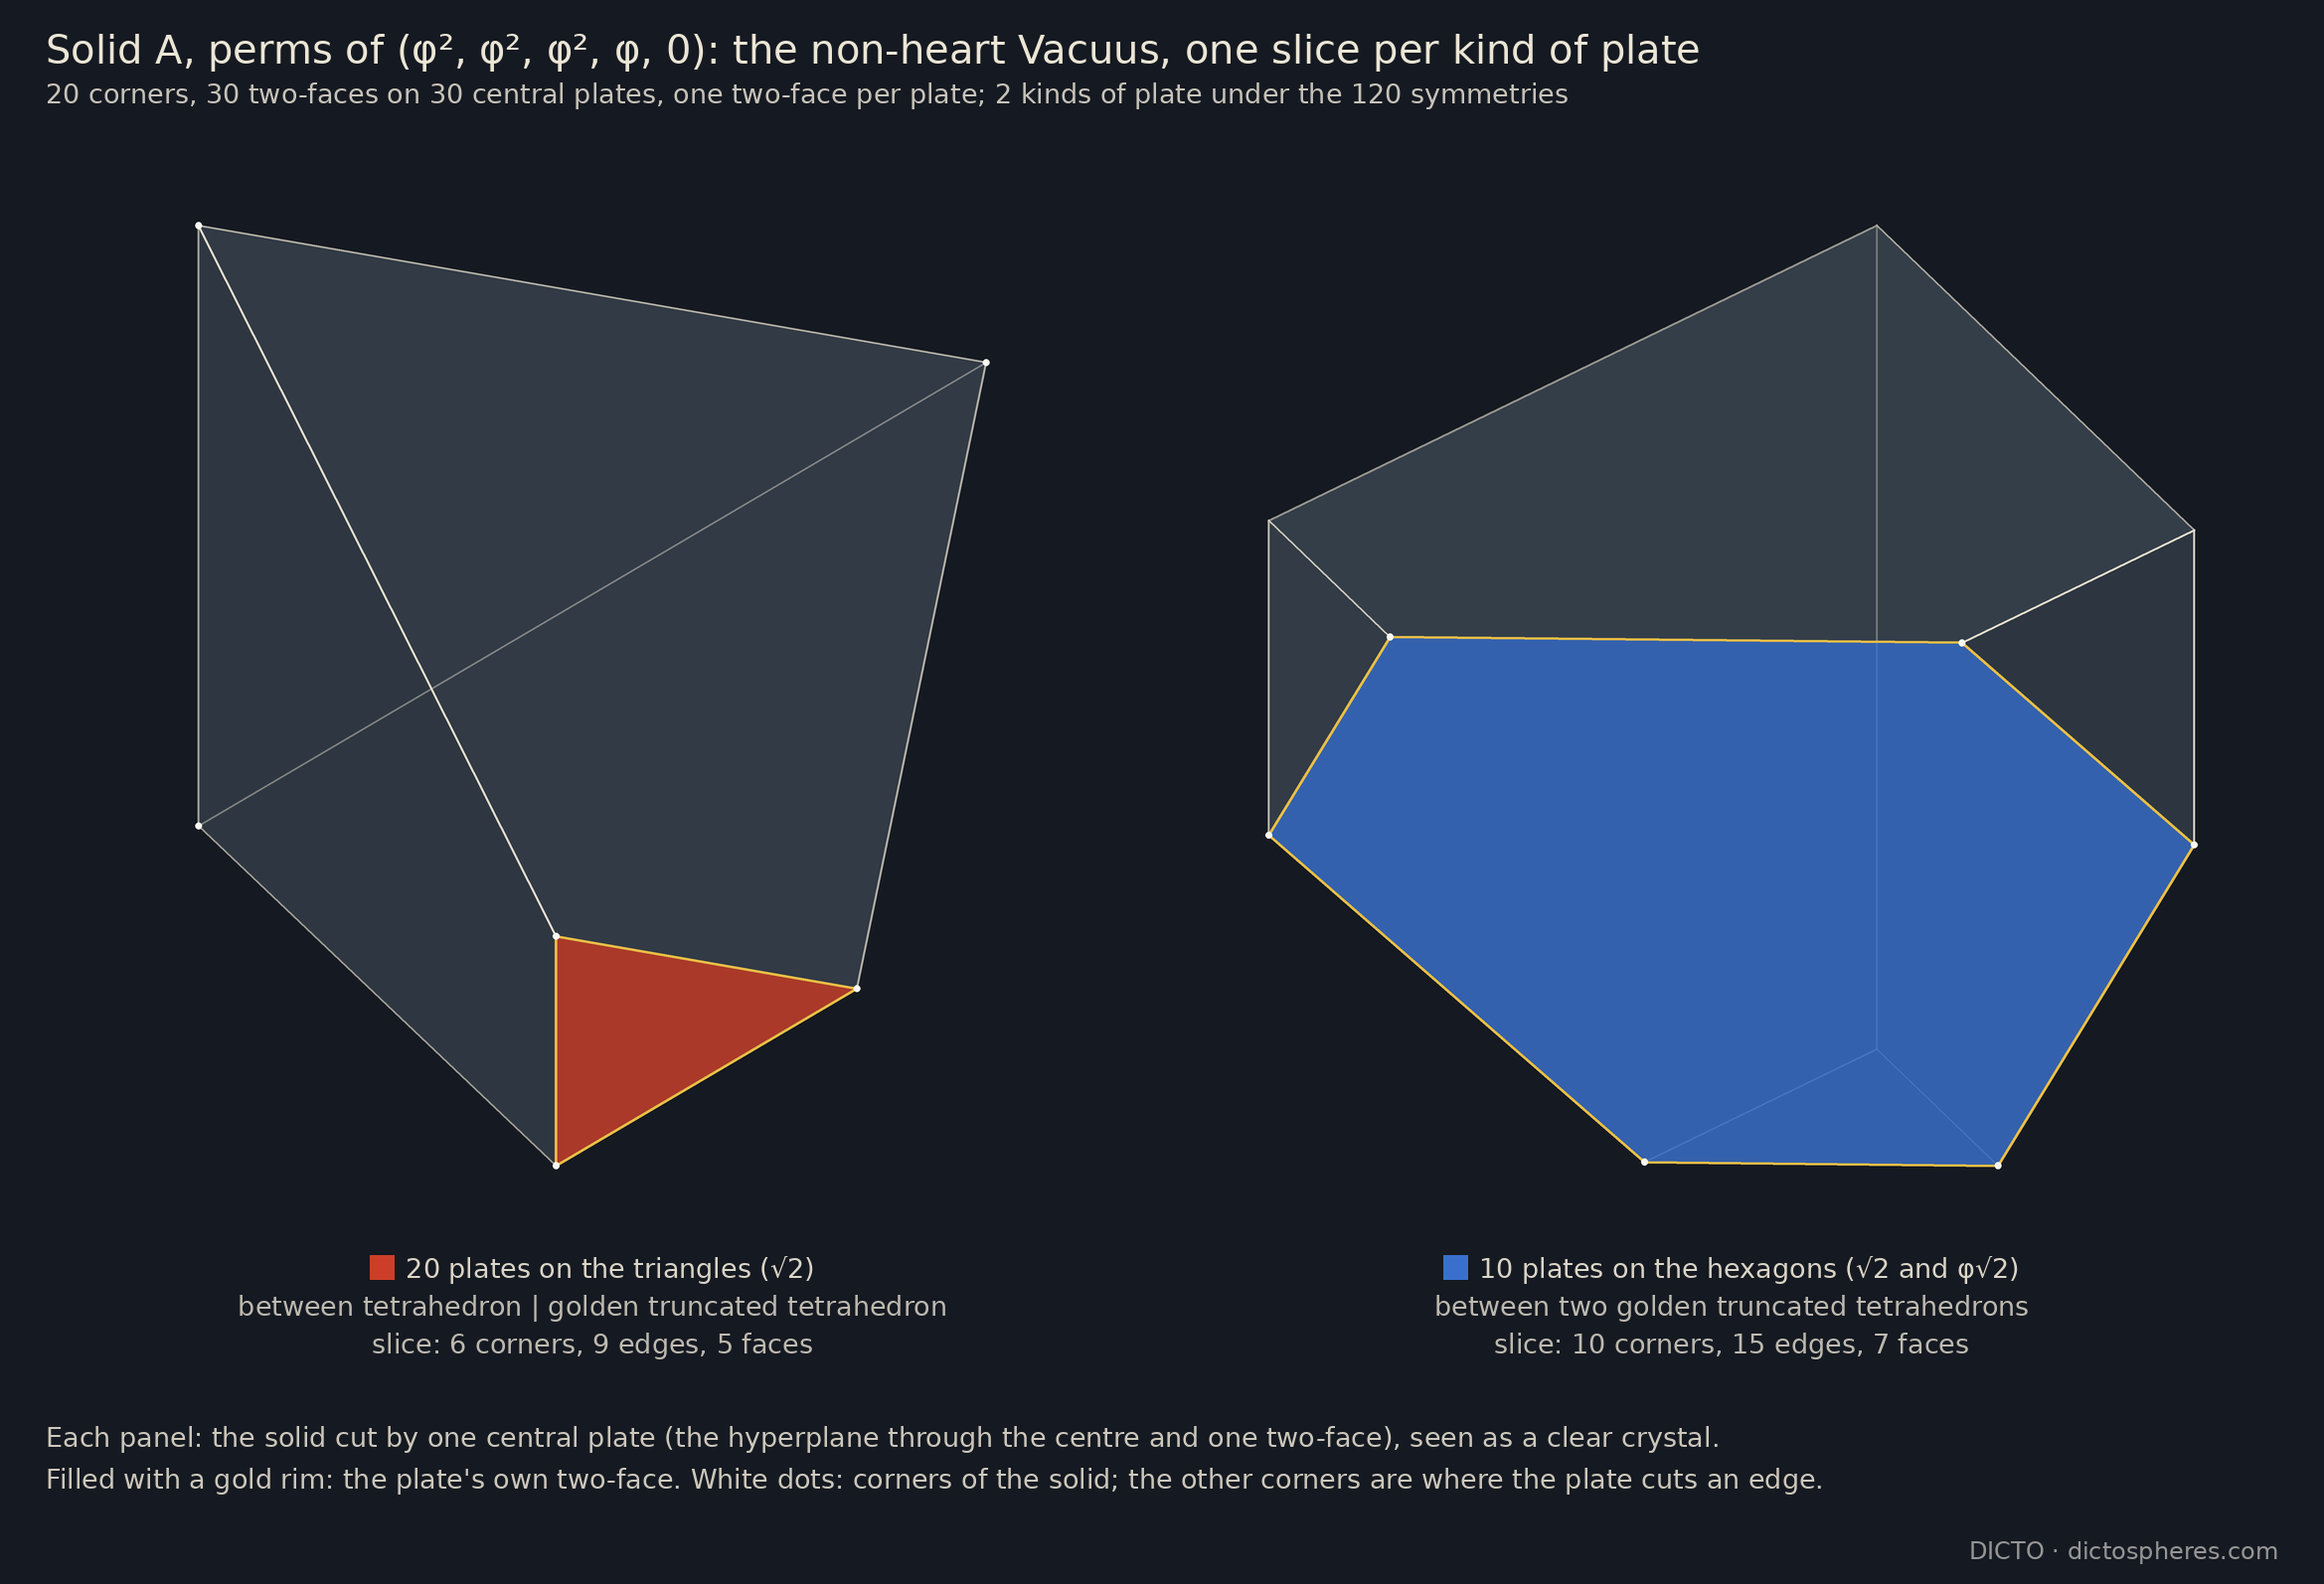 Solid A, perms of (φ², φ², φ², φ, 0): the non-heart Vacuus, one slice per kind of plate
20 corners, 30 two-faces on 30 central plates, one two-face per plate; 2 kinds of plate under the 120 symmetries
20 plates on the triangles (√2)
between tetrahedron | golden truncated tetrahedron
slice: 6 corners, 9 edges, 5 faces
10 plates on the hexagons (√2 and φ√2)
between two golden truncated tetrahedrons
slice: 10 corners, 15 edges, 7 faces
Each panel: the solid cut by one central plate (the hyperplane through the centre and one two-face), seen as a clear crystal.
Filled with a gold rim: the plate's own two-face. White dots: corners of the solid; the other corners are where the plate cuts an edge.
DICTO · dictospheres.com